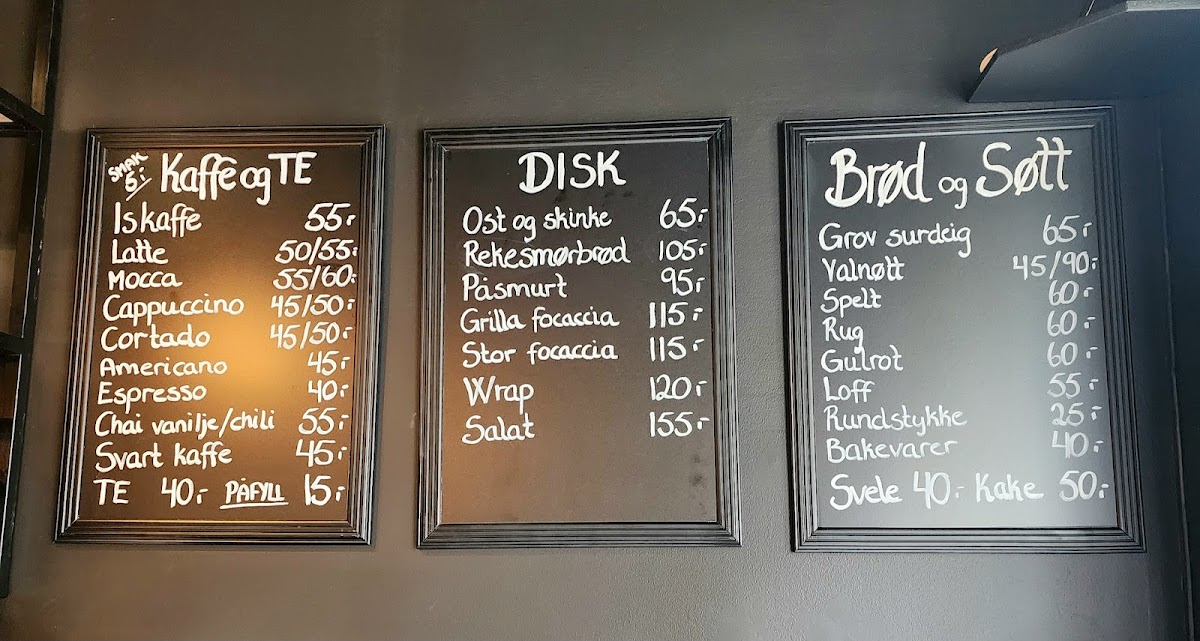 SMAK 5,- Kaffe og TE
Iskaffe 55,-
Latte 50/55,-
Mocca 55/60,-
Cappuccino 45/50,-
Cortado 45/50,-
Americano 45,-
Espresso 40,-
Chai vanilje/chili 55,-
Svart kaffe 45,-
TE 40,- PÅFYLL 15,-
DISK
Ost og skinke 65,-
Rekesmørbrød 105,-
Påsmurt 95,-
Grilla focaccia 115,-
Stor focaccia 115,-
Wrap 120,-
Salat 155,-
Brød og Søtt
Grov surdeig 65,-
Valnøtt 45/90,-
Spelt 60,-
Rug 60,-
Gulrot 60,-
Loff 55,-
Rundstykke 25,-
Bakevarer 40,-
Svele 40,- Kake 50,-